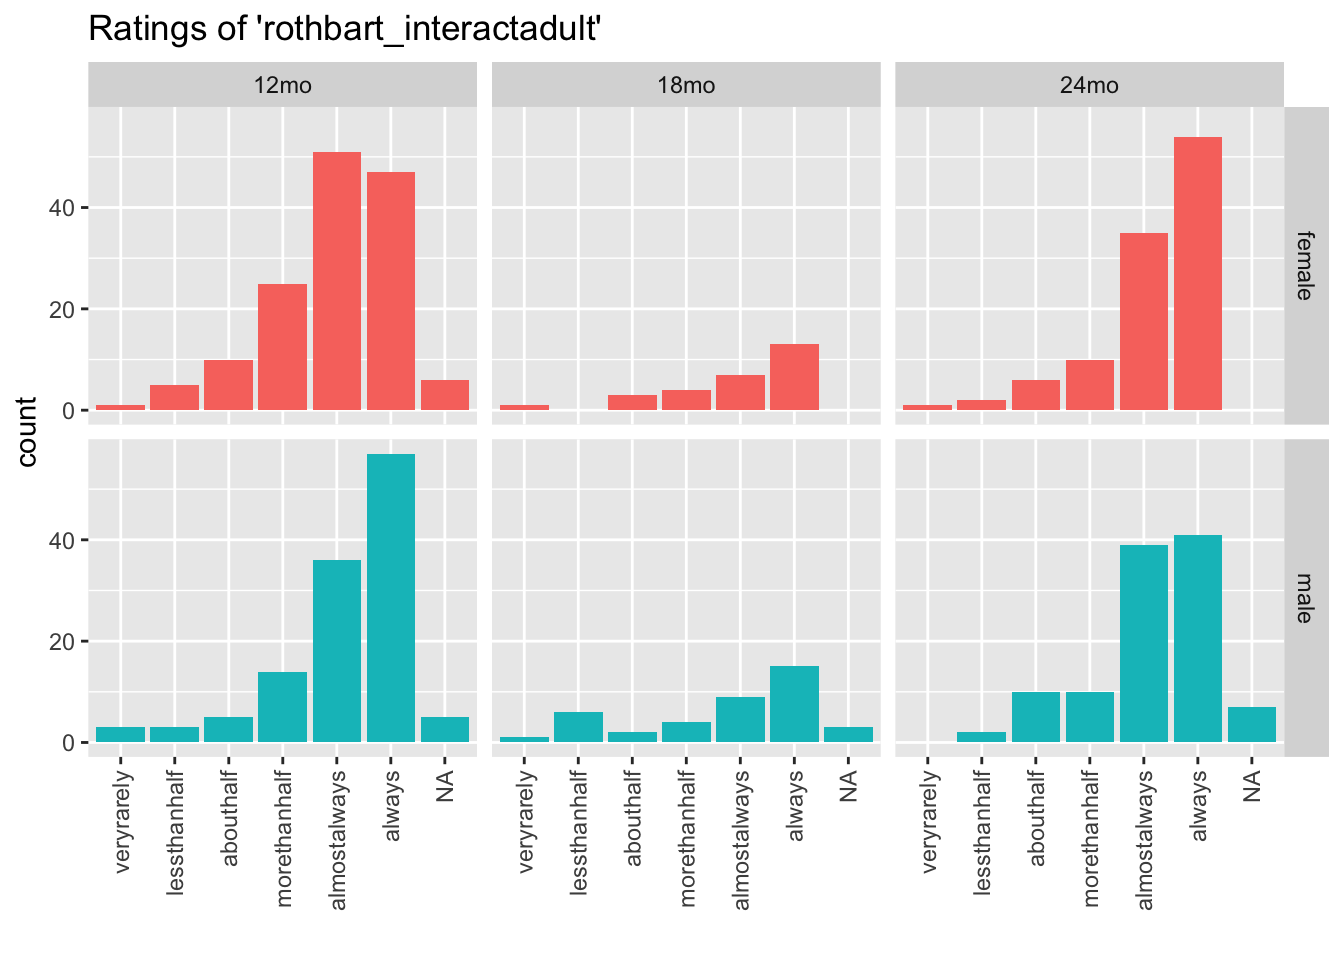 Ratings of 'rothbart_interactadult'
12mo 18mo 24mo
40
20
0
female
count
40
20
0
male
veryrarely lessthanhalf abouthalf morethanhalf almostalways always NA veryrarely lessthanhalf abouthalf morethanhalf almostalways always NA veryrarely lessthanhalf abouthalf morethanhalf almostalways always NA